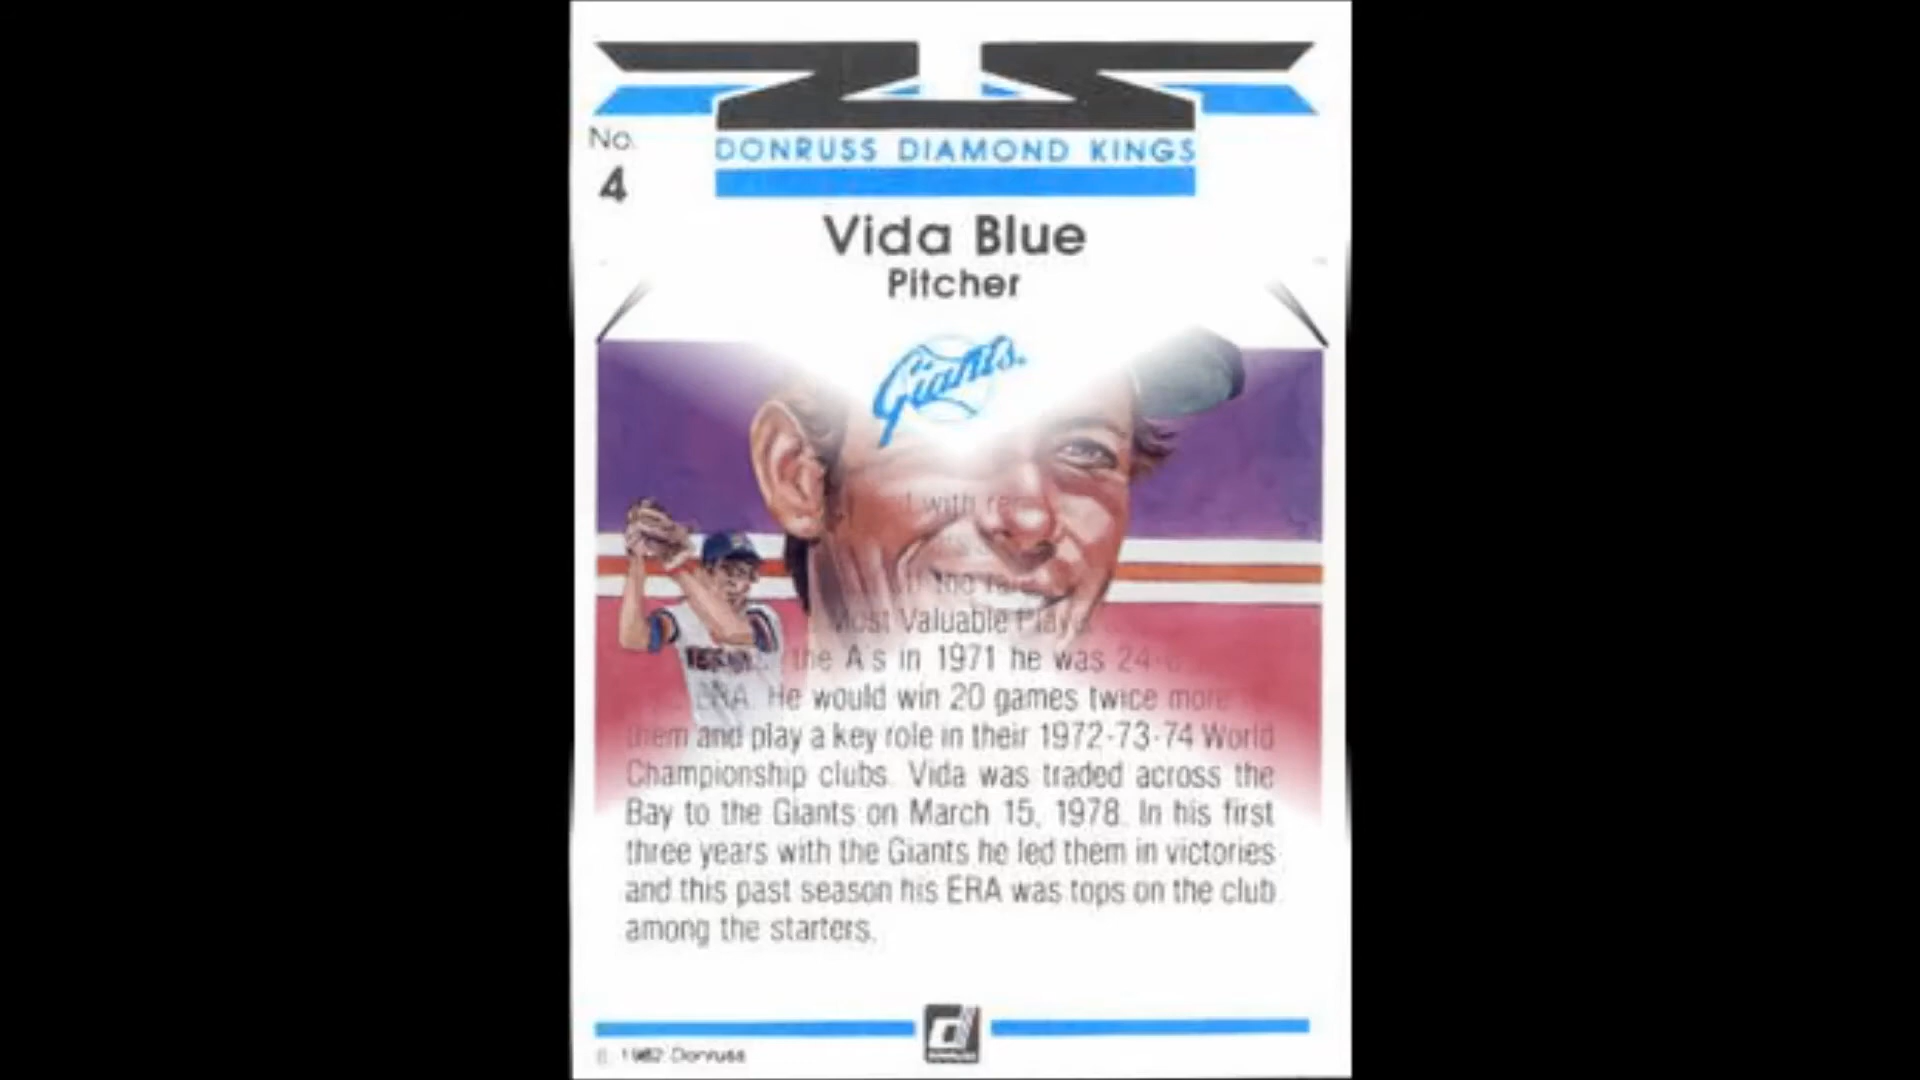 No.
4
DONRUSS DIAMOND KINGS
Vida Blue
Pitcher
Giants
with
Most Valuable Play
the A's in 1971 he was 24-
ERA. He would win 20 games twice more
them and play a key role in their 1972-73-74 World
Championship clubs. Vida was traded across the
Bay to the Giants on March 15, 1978. In his first
three years with the Giants he led them in victories
and this past season his ERA was tops on the club
among the starters.
1982 Donruss